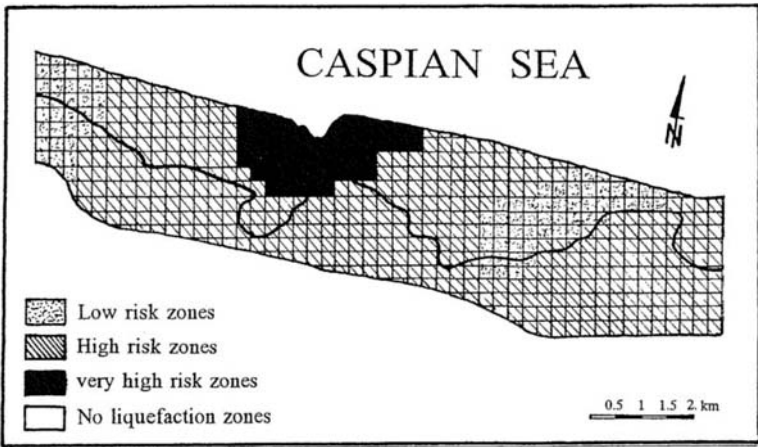 CASPIAN SEA
N
Low risk zones
High risk zones
very high risk zones
No liquefaction zones
0.5 1 1.5 2. km